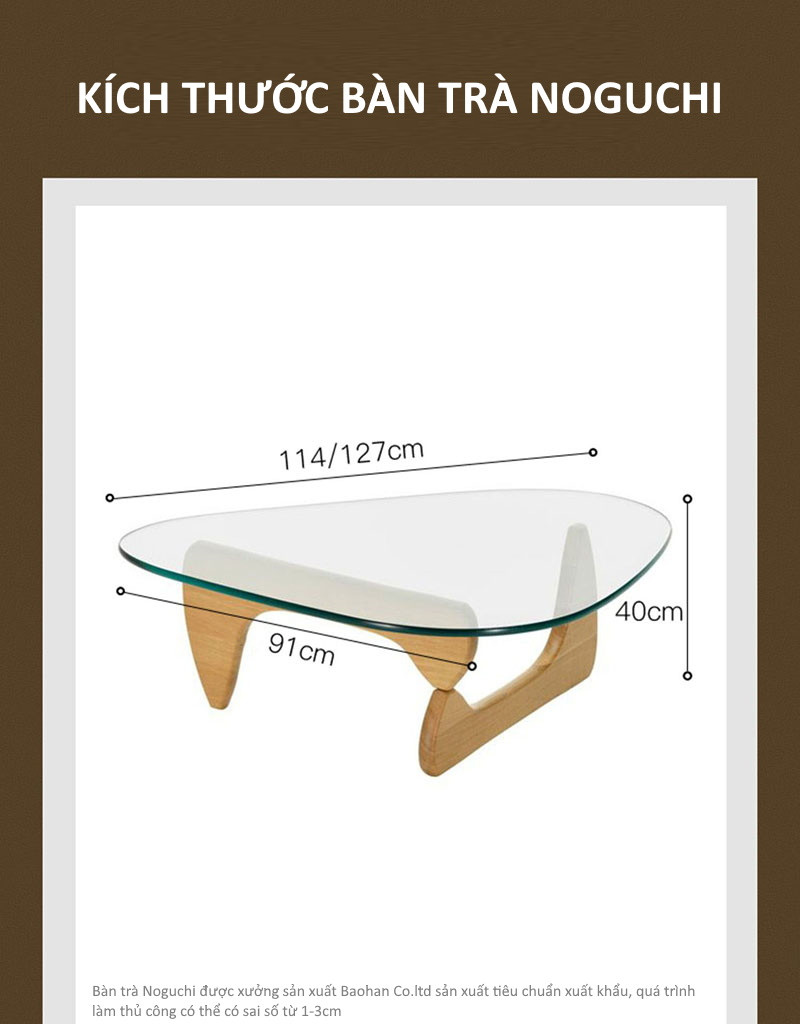 KÍCH THƯỚC BÀN TRÀ NOGUCHI
114/127cm
40cm
91cm
Bàn trà Noguchi được xưởng sản xuất Baohan Co.ltd sản xuất tiêu chuẩn xuất khẩu, quá trình
làm thủ công có thể có sai số từ 1-3cm